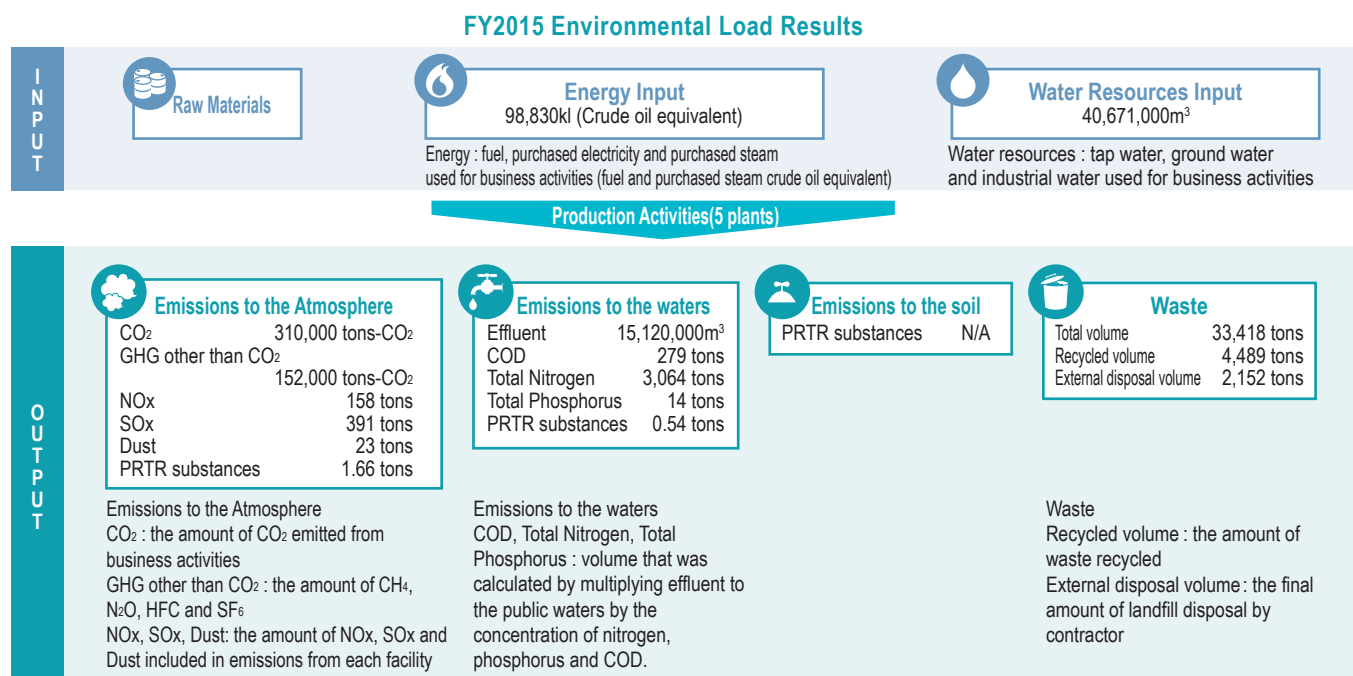 FY2015 Environmental Load Results
INPUT
Raw Materials
Energy Input
98,830kl (Crude oil equivalent)
Energy : fuel, purchased electricity and purchased steam
used for business activities (fuel and purchased steam crude oil equivalent)
Water Resources Input
40,671,000m³
Water resources : tap water, ground water
and industrial water used for business activities
Production Activities(5 plants)
OUTPUT
Emissions to the Atmosphere
CO₂ 310,000 tons-CO₂
GHG other than CO₂
152,000 tons-CO₂
NOx 158 tons
SOx 391 tons
Dust 23 tons
PRTR substances 1.66 tons
Emissions to the Atmosphere
CO₂ : the amount of CO₂ emitted from
business activities
GHG other than CO₂ : the amount of CH₄,
N₂O, HFC and SF₆
NOx, SOx, Dust: the amount of NOx, SOx and
Dust included in emissions from each facility
Emissions to the waters
Effluent 15,120,000m³
COD 279 tons
Total Nitrogen 3,064 tons
Total Phosphorus 14 tons
PRTR substances 0.54 tons
Emissions to the waters
COD, Total Nitrogen, Total
Phosphorus : volume that was
calculated by multiplying effluent to
the public waters by the
concentration of nitrogen,
phosphorus and COD.
Emissions to the soil
PRTR substances N/A
Waste
Total volume 33,418 tons
Recycled volume 4,489 tons
External disposal volume 2,152 tons
Waste
Recycled volume : the amount of
waste recycled
External disposal volume : the final
amount of landfill disposal by
contractor